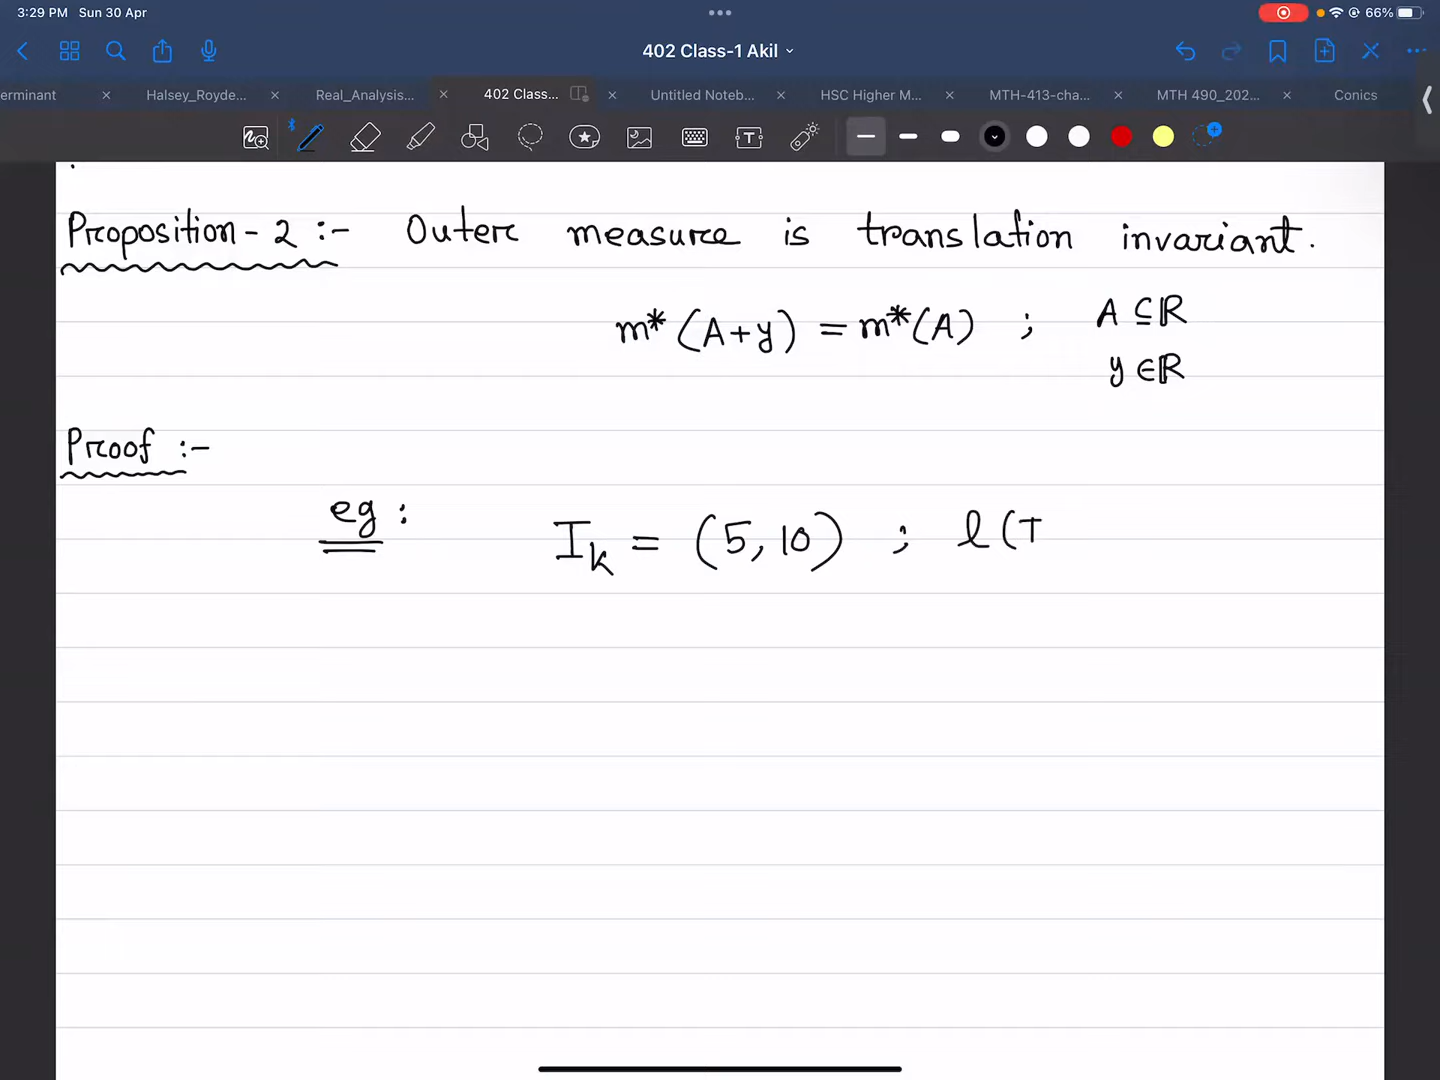 3:29 PM Sun 30 Apr
66%
402 Class-1 Akil
erminant
Halsey_Royde...
Real_Analysis...
402 Class...
Untitled Noteb...
HSC Higher M...
MTH-413-cha...
MTH 490_202...
Conics
Proposition - 2 :- Outer measure is translation invariant.
m* (A+y) = m*(A) ; A ⊆ ℝ
y ∈ ℝ
Proof :-
eg :
I_k = (5, 10) ; l (